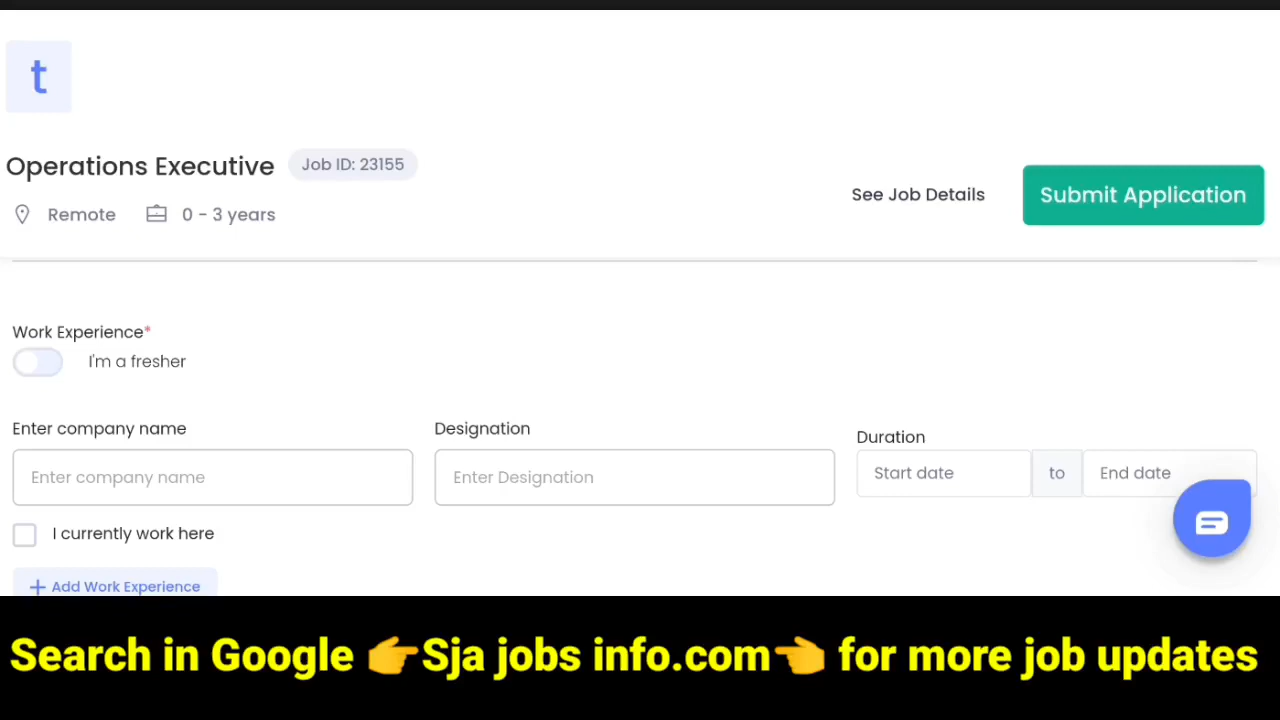 t
Operations Executive Job ID: 23155
Remote 0 - 3 years
See Job Details
Submit Application
Work Experience*
I'm a fresher
Enter company name
Enter company name
I currently work here
Designation
Enter Designation
Duration
Start date to End date
+ Add Work Experience
Search in Google 👉Sja jobs info.com👈 for more job updates